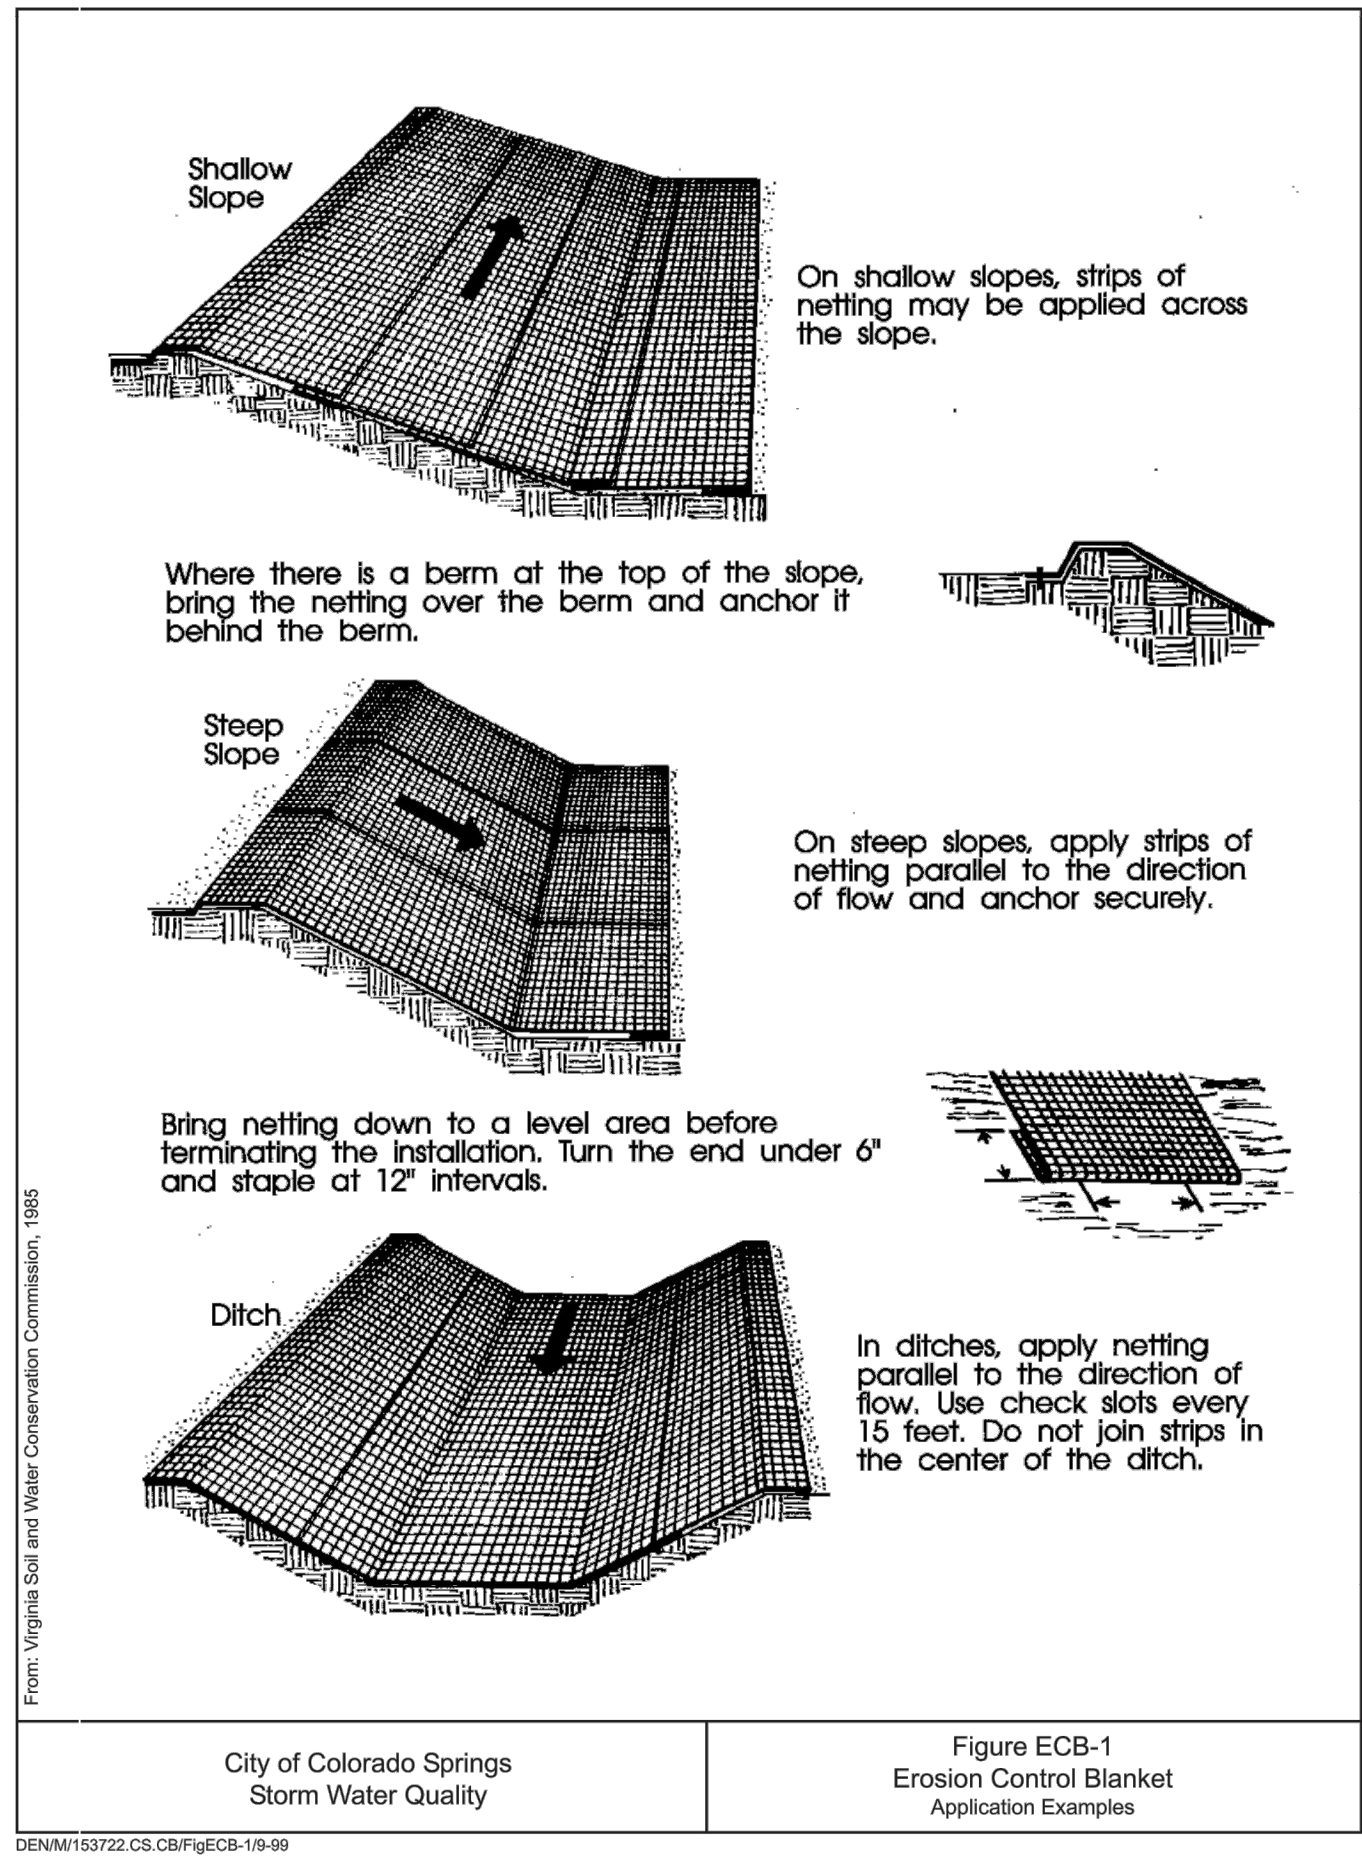 Shallow
Slope
On shallow slopes, strips of
netting may be applied across
the slope.
Where there is a berm at the top of the slope,
bring the netting over the berm and anchor it
behind the berm.
Steep
Slope
On steep slopes, apply strips of
netting parallel to the direction
of flow and anchor securely.
Bring netting down to a level area before
terminating the installation. Turn the end under 6"
and staple at 12" intervals.
Ditch
In ditches, apply netting
parallel to the direction of
flow. Use check slots every
15 feet. Do not join strips in
the center of the ditch.
From: Virginia Soil and Water Conservation Commission, 1985
City of Colorado Springs
Storm Water Quality
Figure ECB-1
Erosion Control Blanket
Application Examples
DEN/M/153722.CS.CB/FigECB-1/9-99